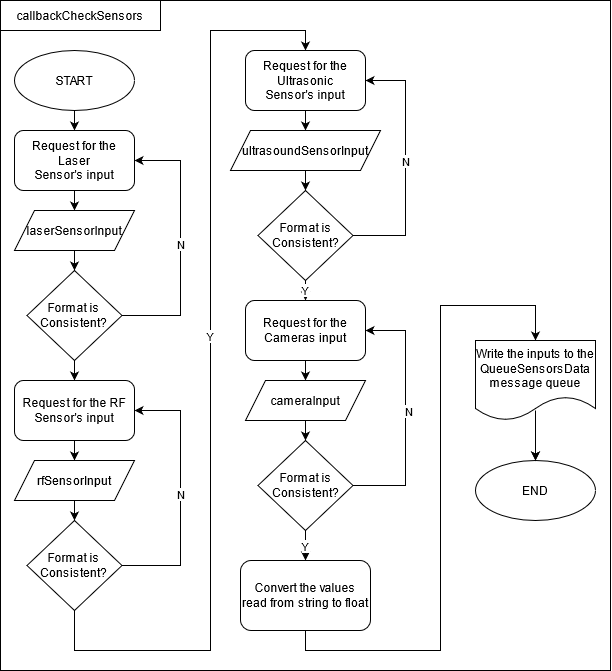 callbackCheckSensors
START
Request for the
Laser
Sensor's input
laserSensorInput
N
Format is
Consistent?
Request for the RF
Sensor's input
rfSensorInput
N
Format is
Consistent?
Y
Request for the
Ultrasonic
Sensor's input
ultrasoundSensorInput
N
Format is
Consistent?
Y
Request for the
Cameras input
cameraInput
N
Format is
Consistent?
Y
Convert the values
read from string to float
Write the inputs to the
QueueSensorsData
message queue
END